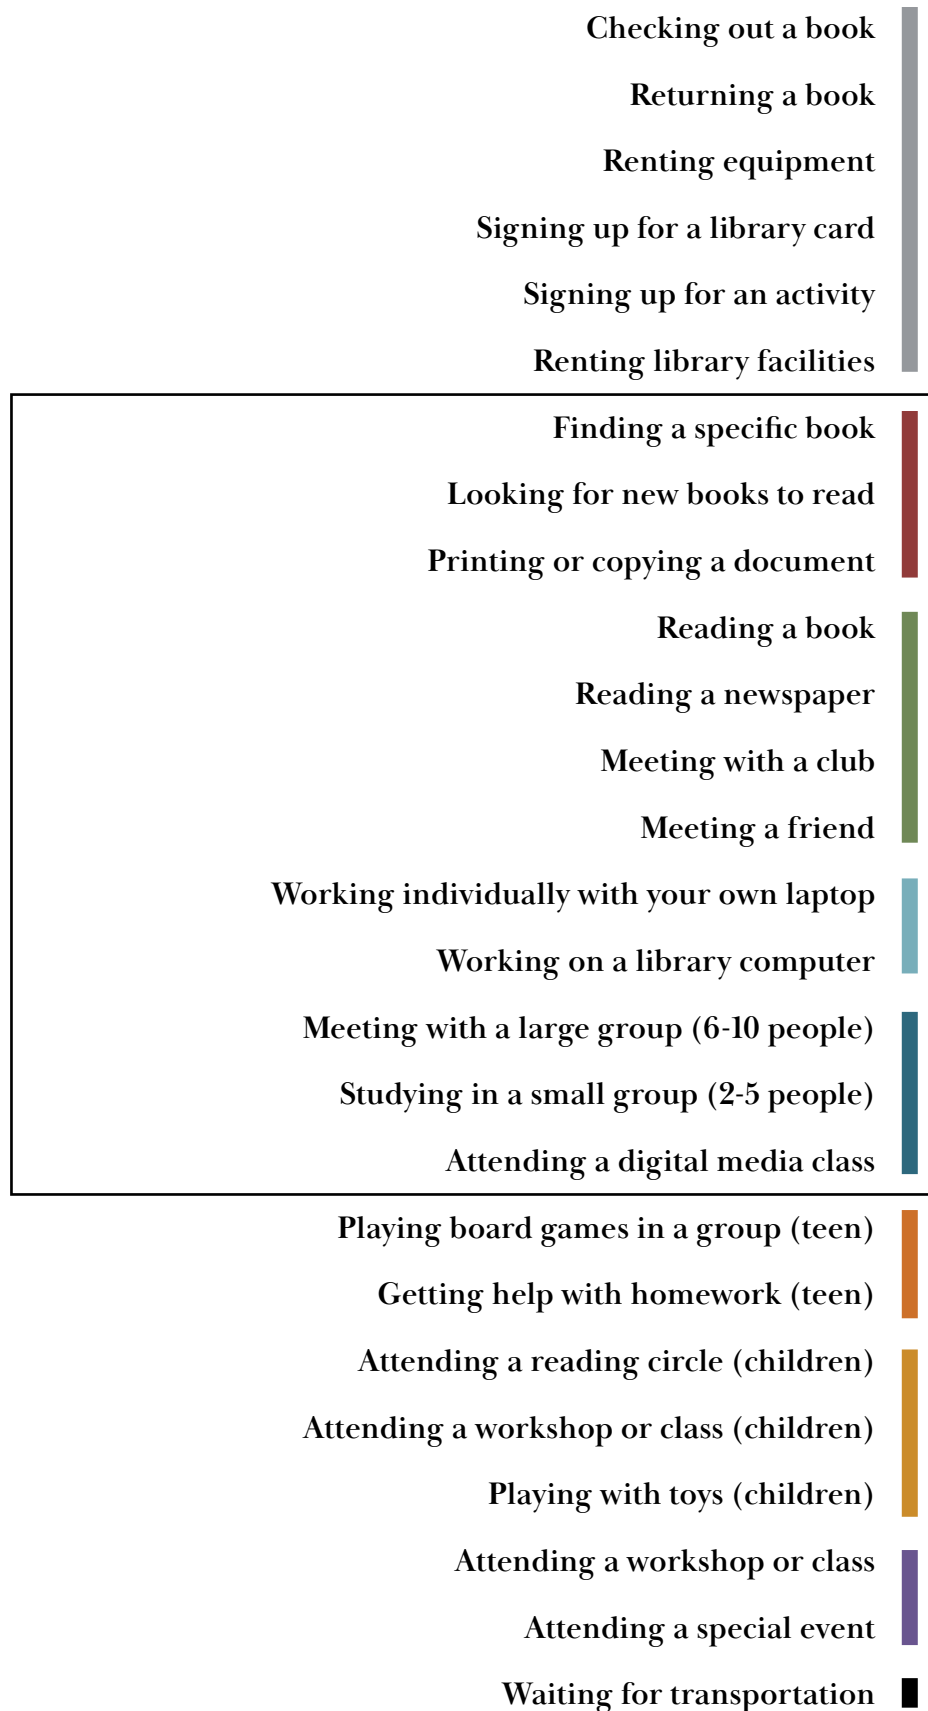 Checking out a book
Returning a book
Renting equipment
Signing up for a library card
Signing up for an activity
Renting library facilities
Finding a specific book
Looking for new books to read
Printing or copying a document
Reading a book
Reading a newspaper
Meeting with a club
Meeting a friend
Working individually with your own laptop
Working on a library computer
Meeting with a large group (6-10 people)
Studying in a small group (2-5 people)
Attending a digital media class
Playing board games in a group (teen)
Getting help with homework (teen)
Attending a reading circle (children)
Attending a workshop or class (children)
Playing with toys (children)
Attending a workshop or class
Attending a special event
Waiting for transportation